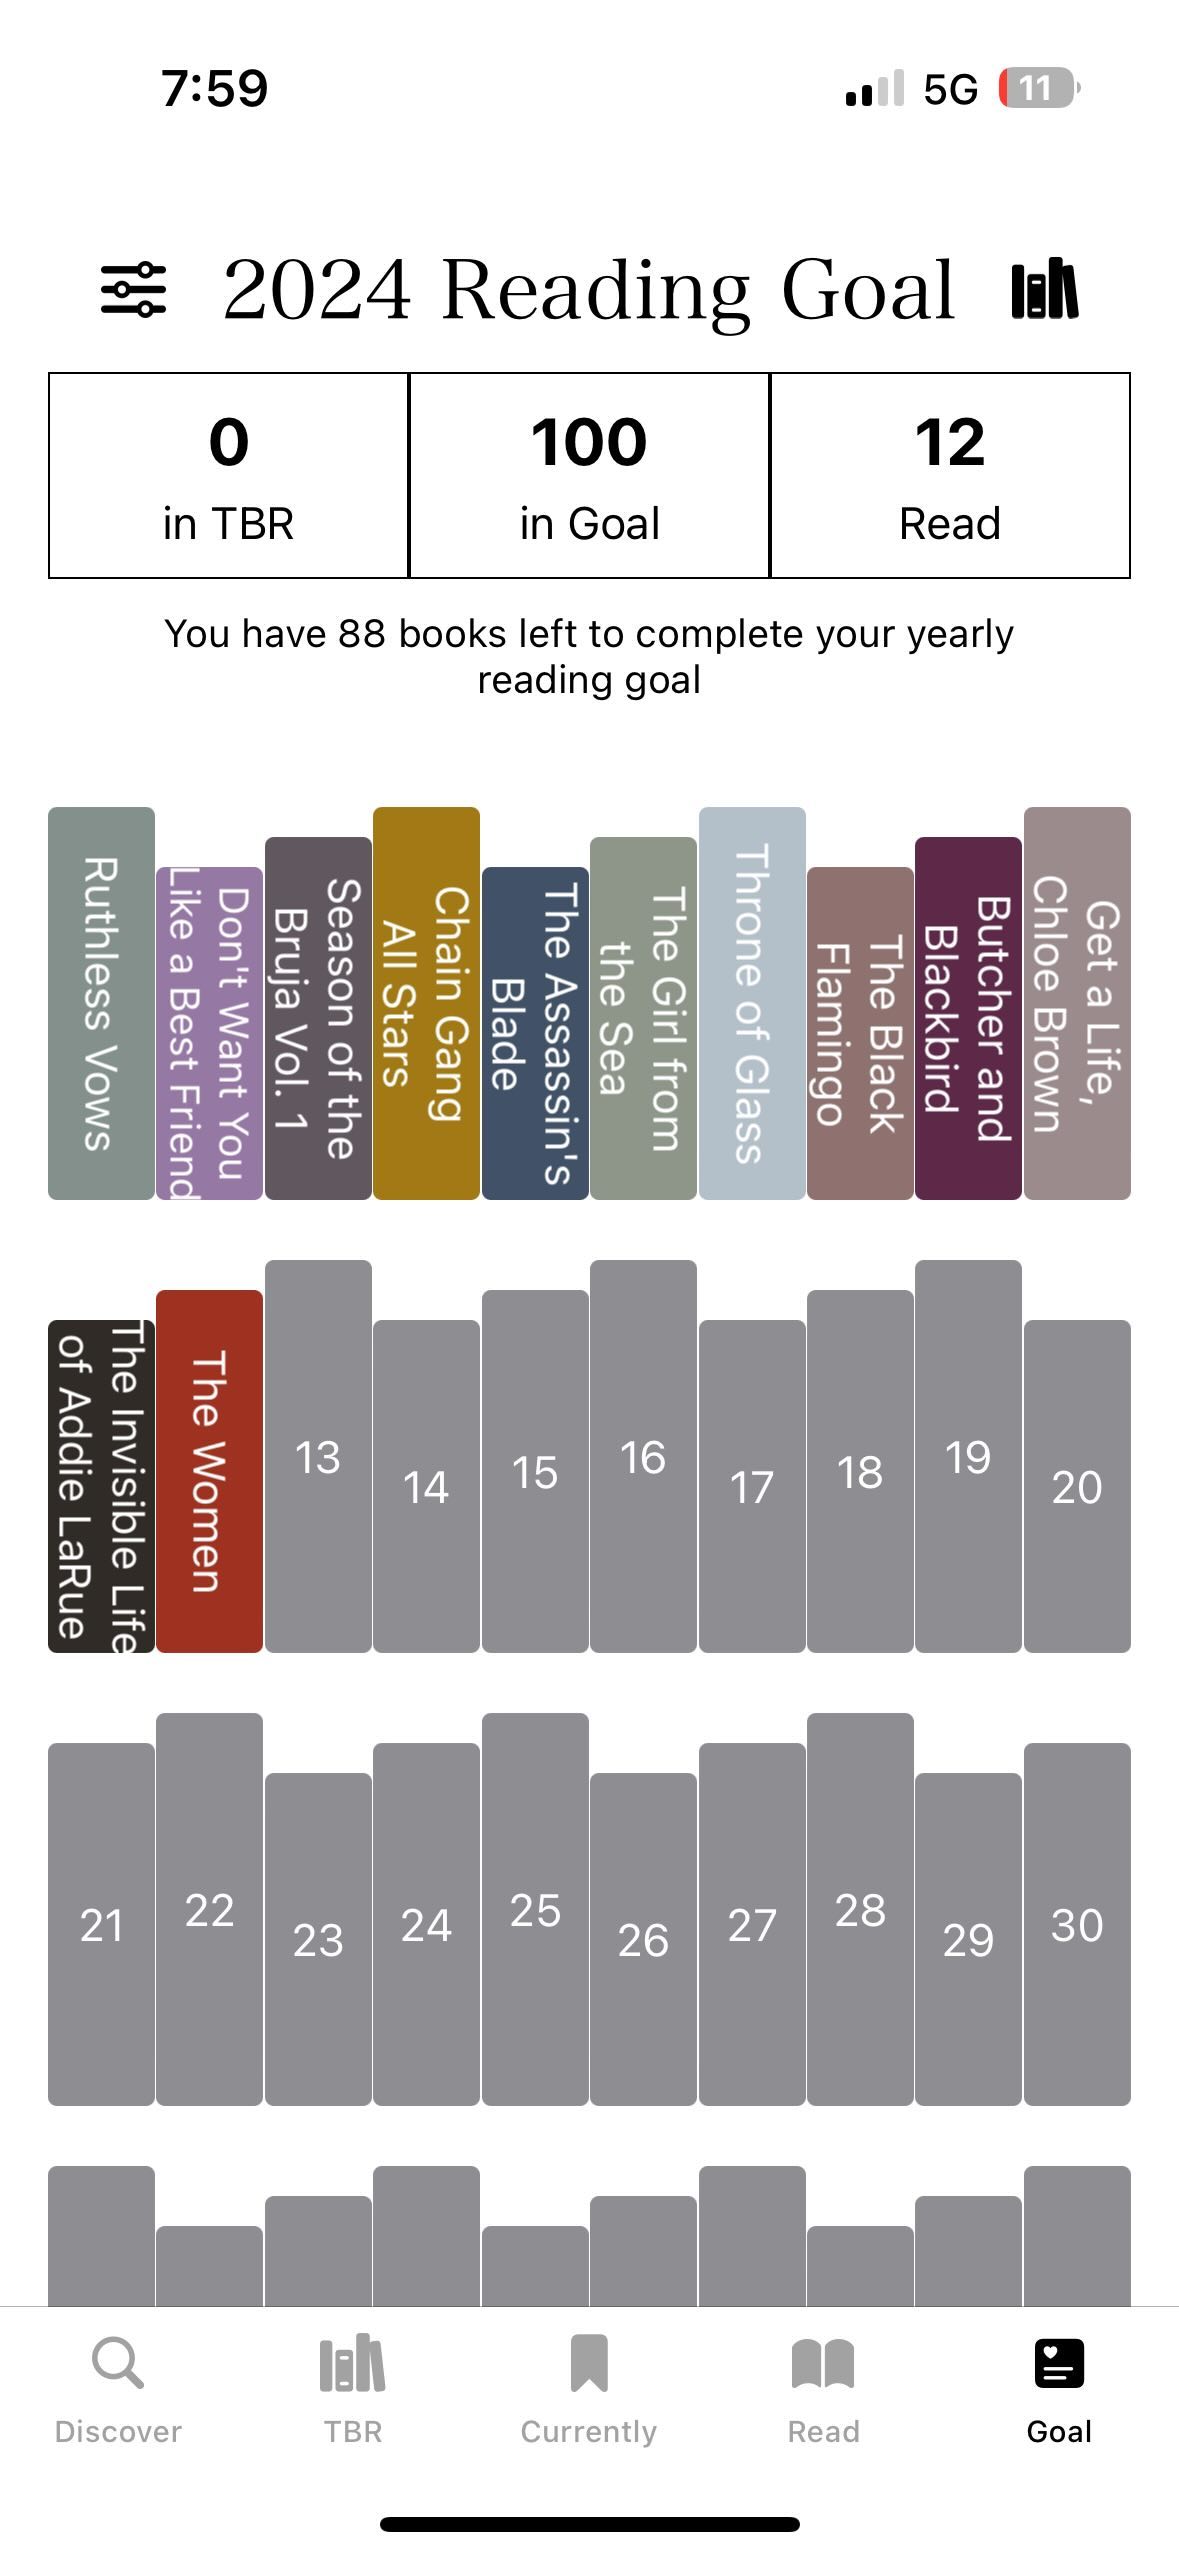 7:59
5G
11
2024 Reading Goal
0
in TBR
100
in Goal
12
Read
You have 88 books left to complete your yearly
reading goal
Ruthless Vows
Don't Want You
Like a Best Friend
Season of the
Bruja Vol. 1
Chain Gang
All Stars
The Assassin's
Blade
The Girl from
the Sea
Throne of Glass
The Black
Flamingo
Butcher and
Blackbird
Get a Life,
Chloe Brown
The Invisible Life
of Addie LaRue
The Women
13
14
15
16
17
18
19
20
21
22
23
24
25
26
27
28
29
30
Discover
TBR
Currently
Read
Goal